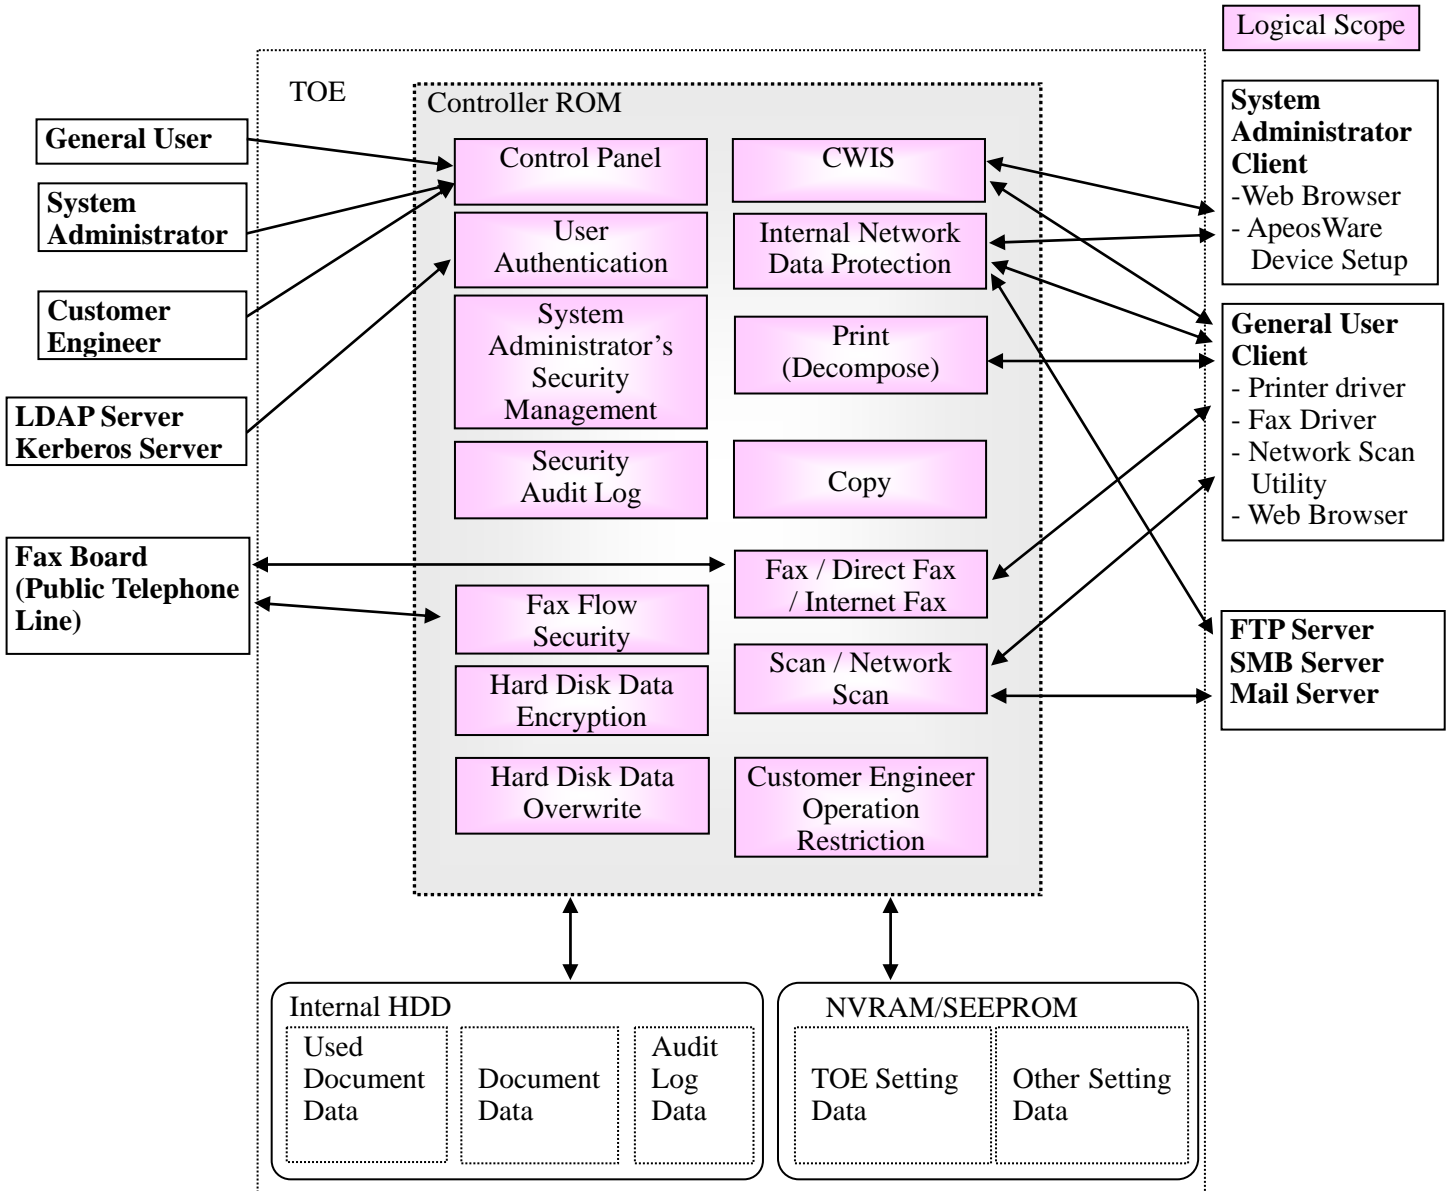 Logical Scope
TOE
Controller ROM
General User
System
Administrator
Customer
Engineer
LDAP Server
Kerberos Server
Fax Board
(Public Telephone
Line)
Control Panel
User
Authentication
System
Administrator’s
Security
Management
Security
Audit Log
Fax Flow
Security
Hard Disk Data
Encryption
Hard Disk Data
Overwrite
CWIS
Internal Network
Data Protection
Print
(Decompose)
Copy
Fax / Direct Fax
/ Internet Fax
Scan / Network
Scan
Customer Engineer
Operation
Restriction
System
Administrator
Client
-Web Browser
- ApeosWare
Device Setup
General User
Client
- Printer driver
- Fax Driver
- Network Scan
Utility
- Web Browser
FTP Server
SMB Server
Mail Server
Internal HDD
Used
Document
Data
Document
Data
Audit
Log
Data
NVRAM/SEEPROM
TOE Setting
Data
Other Setting
Data